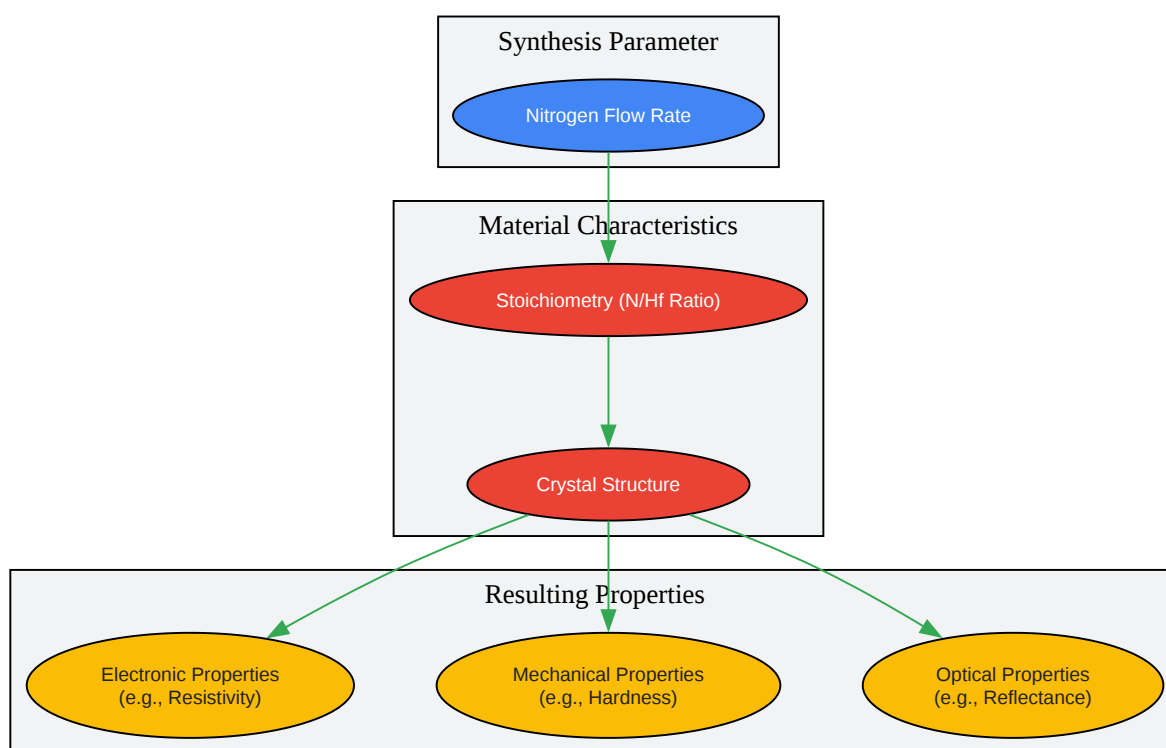 Synthesis Parameter
Nitrogen Flow Rate
Material Characteristics
Stoichiometry (N/Hf Ratio)
Crystal Structure
Resulting Properties
Electronic Properties
(e.g., Resistivity)
Mechanical Properties
(e.g., Hardness)
Optical Properties
(e.g., Reflectance)